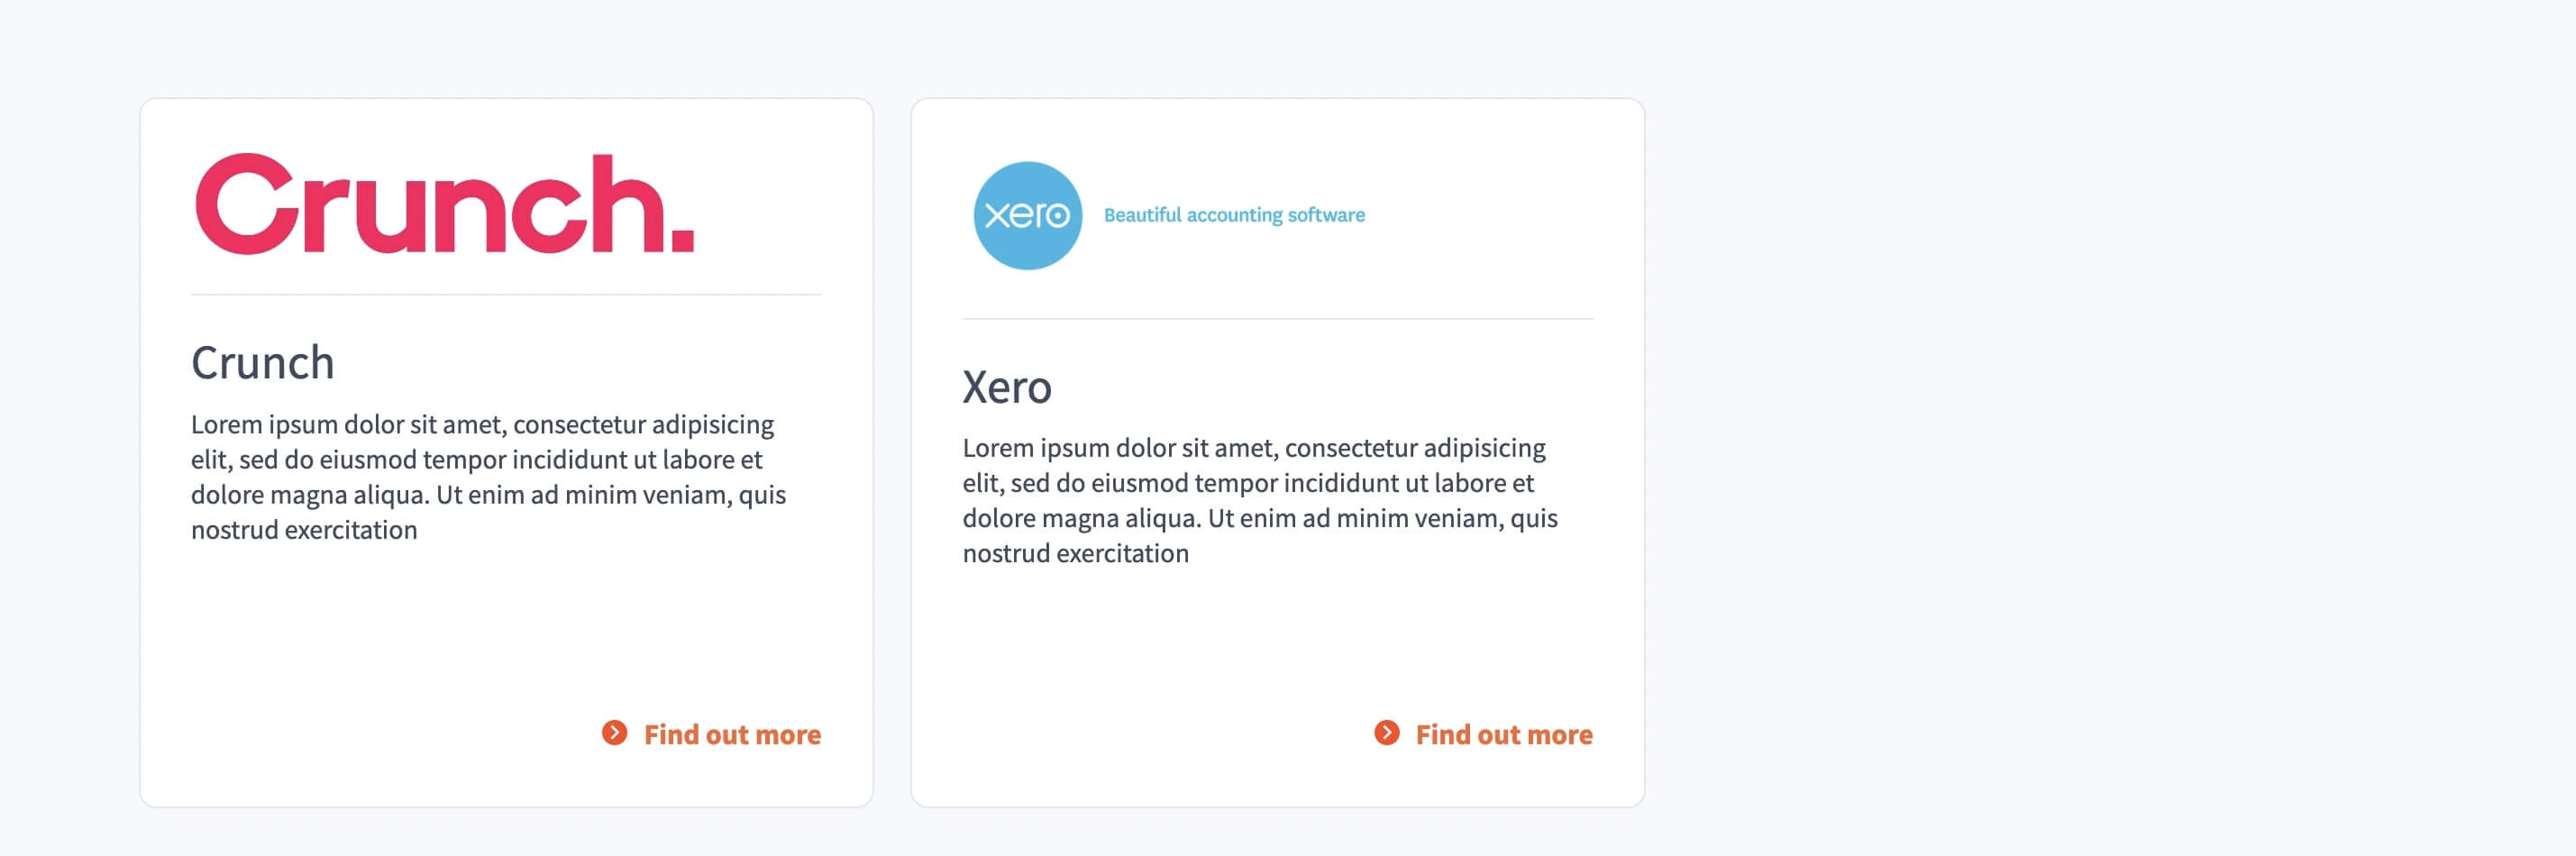 Crunch.
Crunch
Lorem ipsum dolor sit amet, consectetur adipisicing
elit, sed do eiusmod tempor incididunt ut labore et
dolore magna aliqua. Ut enim ad minim veniam, quis
nostrud exercitation
Find out more
xero Beautiful accounting software
Xero
Lorem ipsum dolor sit amet, consectetur adipisicing
elit, sed do eiusmod tempor incididunt ut labore et
dolore magna aliqua. Ut enim ad minim veniam, quis
nostrud exercitation
Find out more